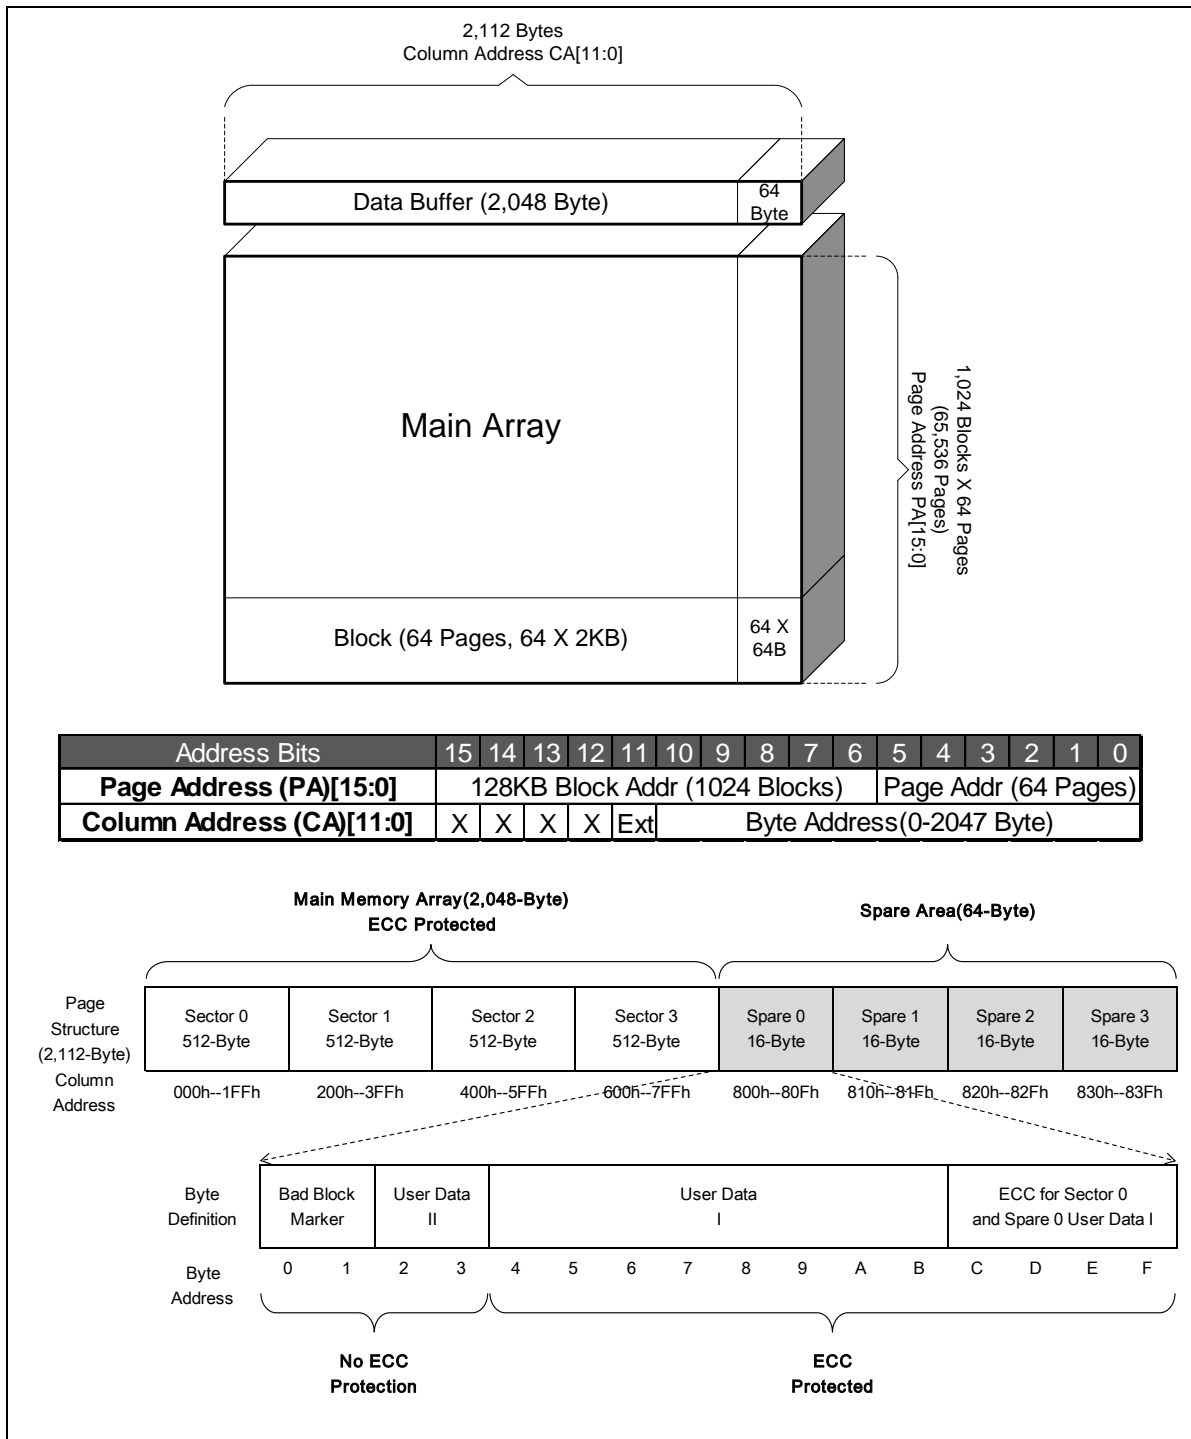 2,112 Bytes
Column Address CA[11:0]
Data Buffer (2,048 Byte)
64
Byte
Main Array
1,024 Blocks X 64 Pages
(65,536 Pages)
Page Address PA[15:0]
Block (64 Pages, 64 X 2KB)
64 X
64B
Address Bits 15 14 13 12 11 10 9 8 7 6 5 4 3 2 1 0
Page Address (PA)[15:0] 128KB Block Addr (1024 Blocks) Page Addr (64 Pages)
Column Address (CA)[11:0] X X X X Ext Byte Address(0-2047 Byte)
Main Memory Array(2,048-Byte)
ECC Protected
Spare Area(64-Byte)
Page
Structure
(2,112-Byte)
Column
Address
Sector 0
512-Byte
Sector 1
512-Byte
Sector 2
512-Byte
Sector 3
512-Byte
Spare 0
16-Byte
Spare 1
16-Byte
Spare 2
16-Byte
Spare 3
16-Byte
000h--1FFh 200h--3FFh 400h--5FFh 600h--7FFh 800h--80Fh 810h--81Fh 820h--82Fh 830h--83Fh
Byte
Definition
Bad Block
Marker
User Data
II
User Data
I
ECC for Sector 0
and Spare 0 User Data I
Byte
Address
0 1 2 3 4 5 6 7 8 9 A B C D E F
No ECC
Protection
ECC
Protected